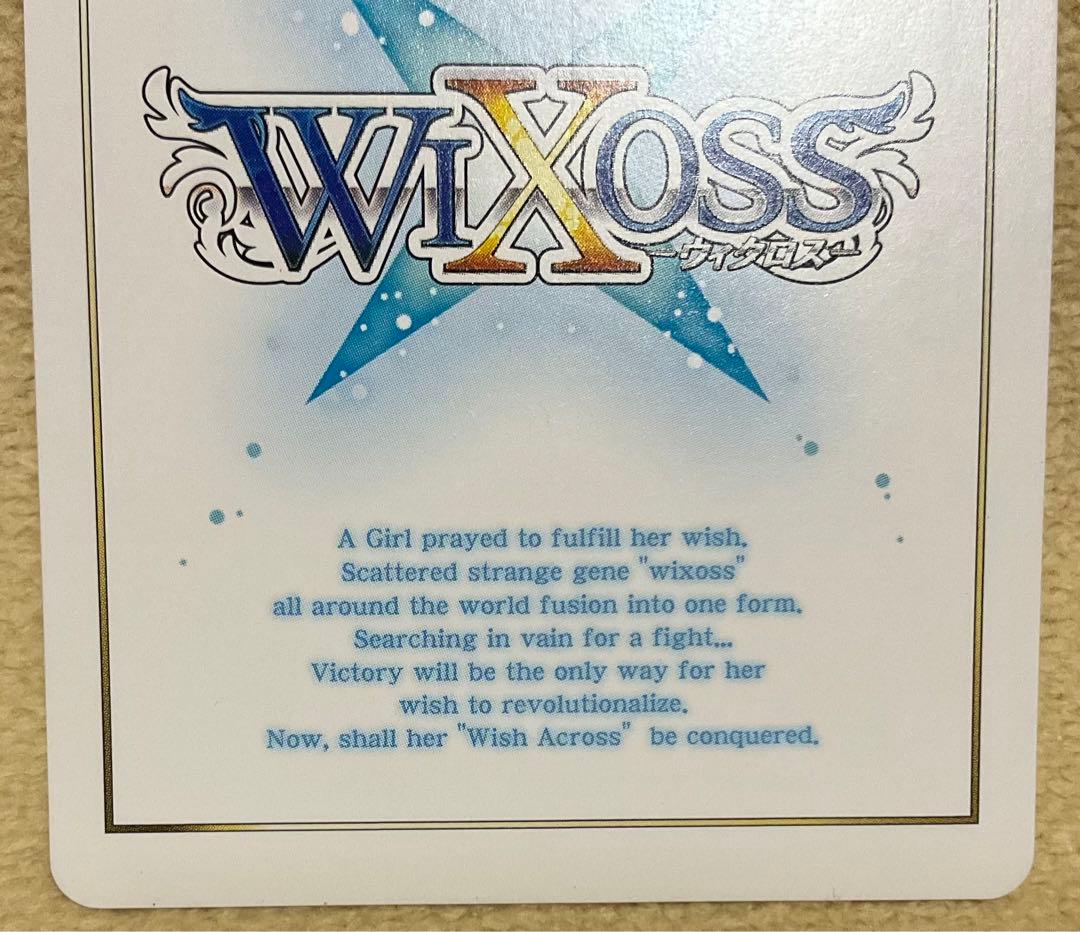 WIXOSS
－ウィクロス－
A Girl prayed to fulfill her wish.
Scattered strange gene "wixoss"
all around the world fusion into one form.
Searching in vain for a fight...
Victory will be the only way for her
wish to revolutionalize.
Now, shall her "Wish Across" be conquered.